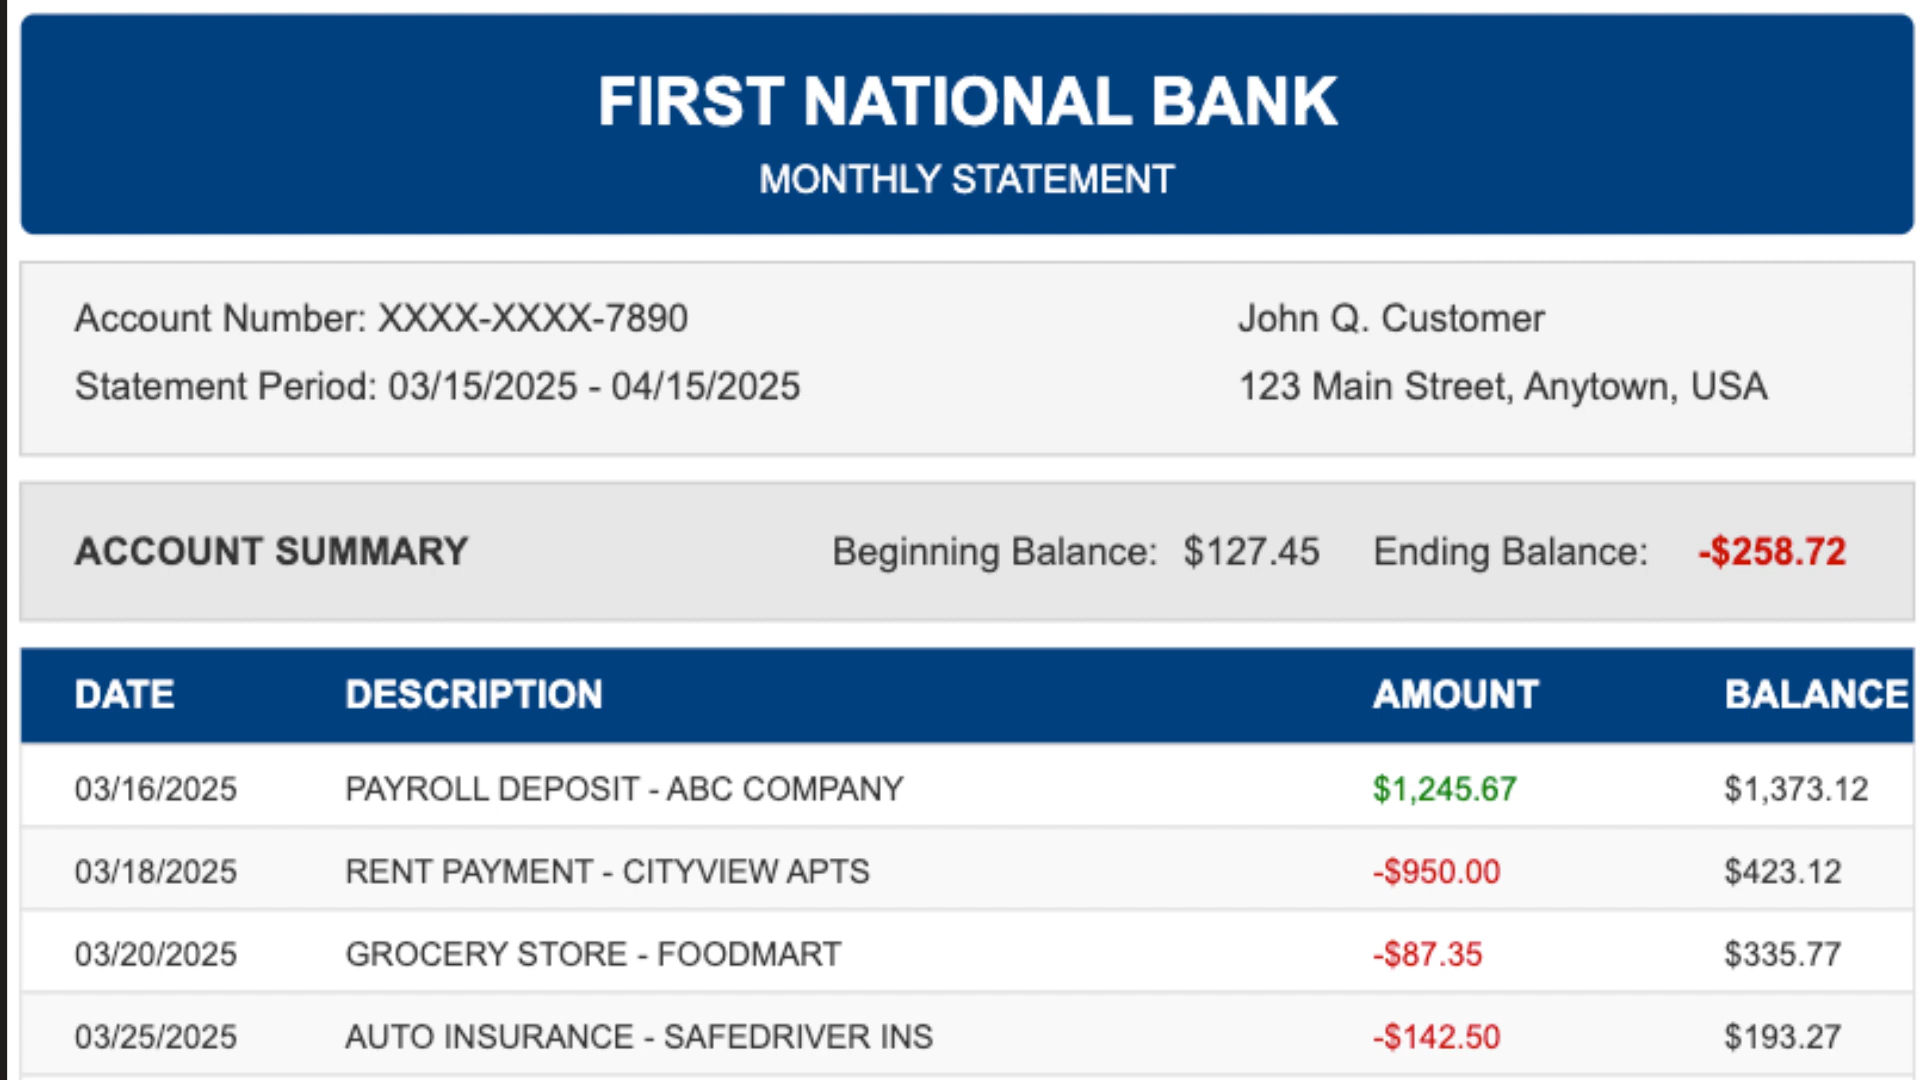 FIRST NATIONAL BANK
MONTHLY STATEMENT
Account Number: XXXX-XXXX-7890 John Q. Customer
Statement Period: 03/15/2025 - 04/15/2025 123 Main Street, Anytown, USA
ACCOUNT SUMMARY Beginning Balance: $127.45 Ending Balance: -$258.72
DATE DESCRIPTION AMOUNT BALANCE
03/16/2025 PAYROLL DEPOSIT - ABC COMPANY $1,245.67 $1,373.12
03/18/2025 RENT PAYMENT - CITYVIEW APTS -$950.00 $423.12
03/20/2025 GROCERY STORE - FOODMART -$87.35 $335.77
03/25/2025 AUTO INSURANCE - SAFEDRIVER INS -$142.50 $193.27